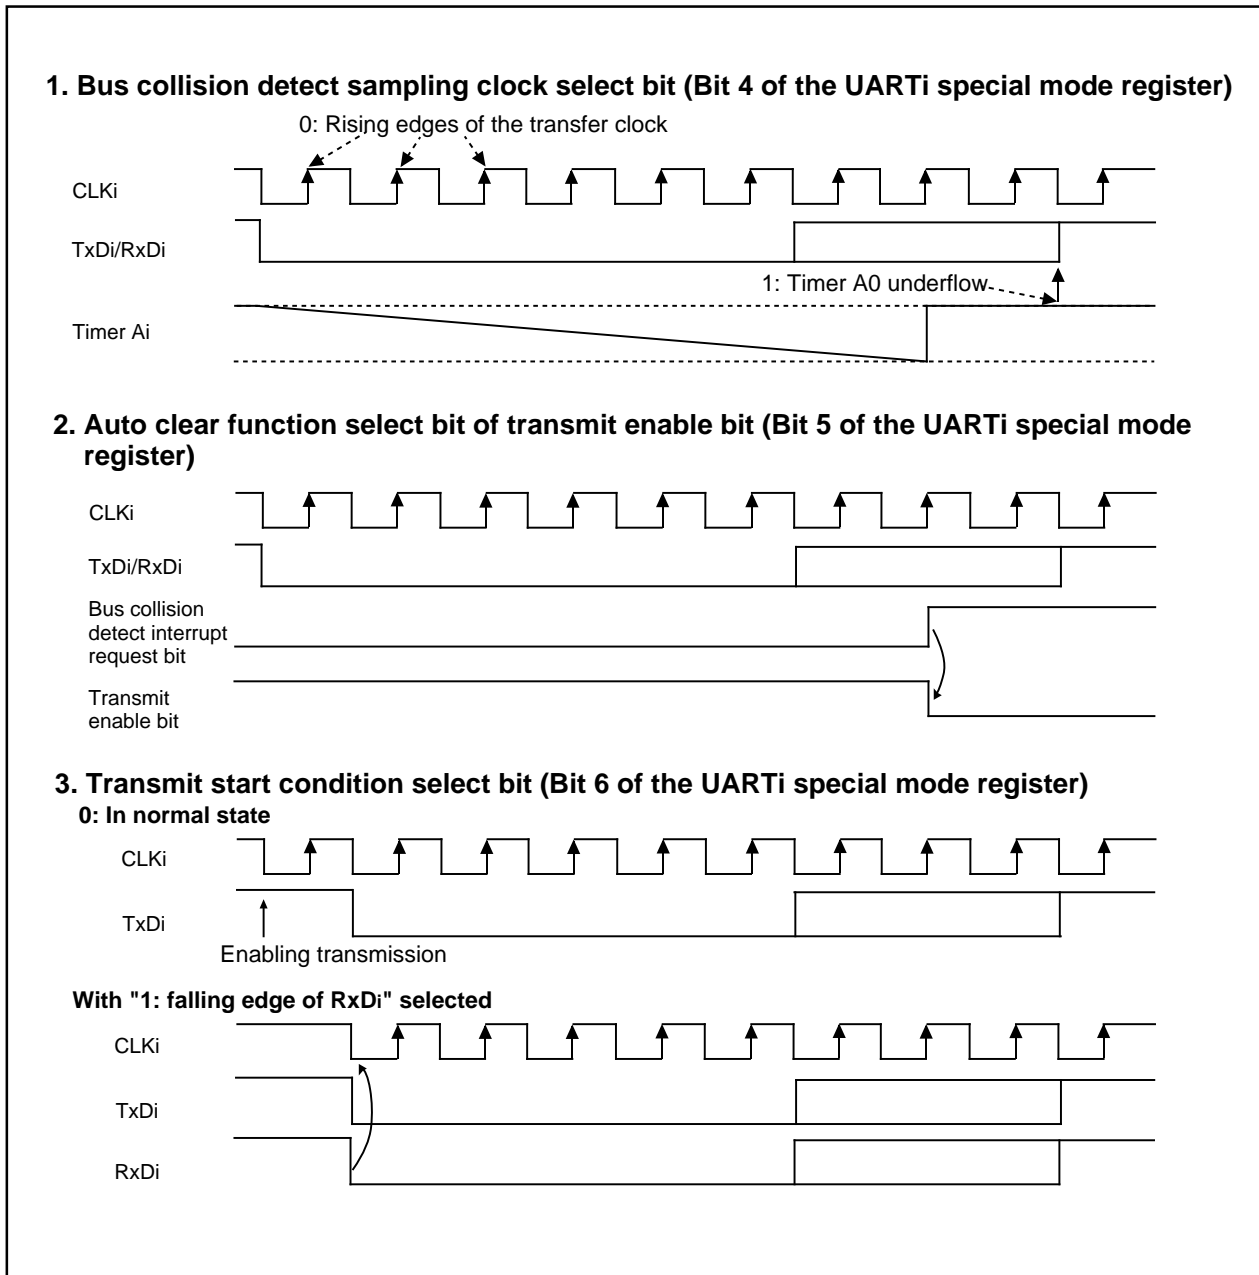 1. Bus collision detect sampling clock select bit (Bit 4 of the UARTi special mode register)
0: Rising edges of the transfer clock
CLKi
TxDi/RxDi
1: Timer A0 underflow
Timer Ai
2. Auto clear function select bit of transmit enable bit (Bit 5 of the UARTi special mode
register)
CLKi
TxDi/RxDi
Bus collision
detect interrupt
request bit
Transmit
enable bit
3. Transmit start condition select bit (Bit 6 of the UARTi special mode register)
0: In normal state
CLKi
TxDi
Enabling transmission
With "1: falling edge of RxDi" selected
CLKi
TxDi
RxDi